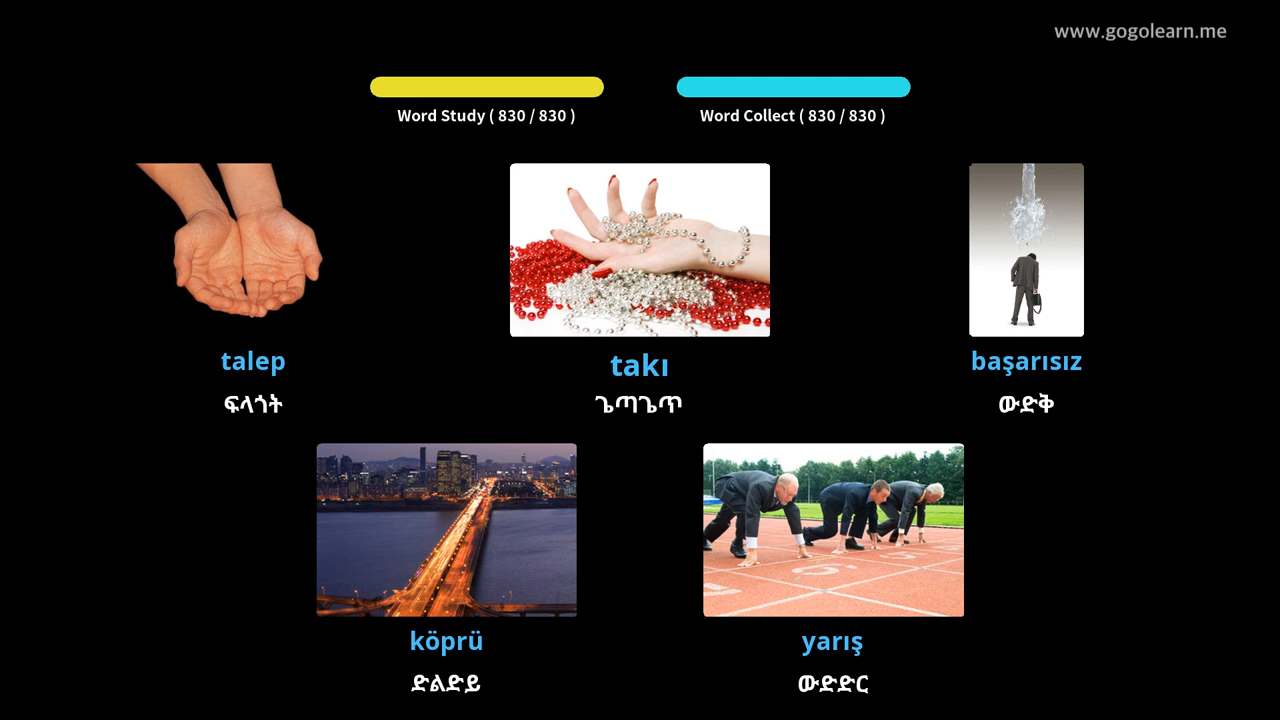 www.gogolearn.me
Word Study ( 830 / 830 )
Word Collect ( 830 / 830 )
talep
takı
başarısız
ፍላጎት
ጌጣጌጥ
ውድቅ
köprü
yarış
ድልድይ
ውድድር